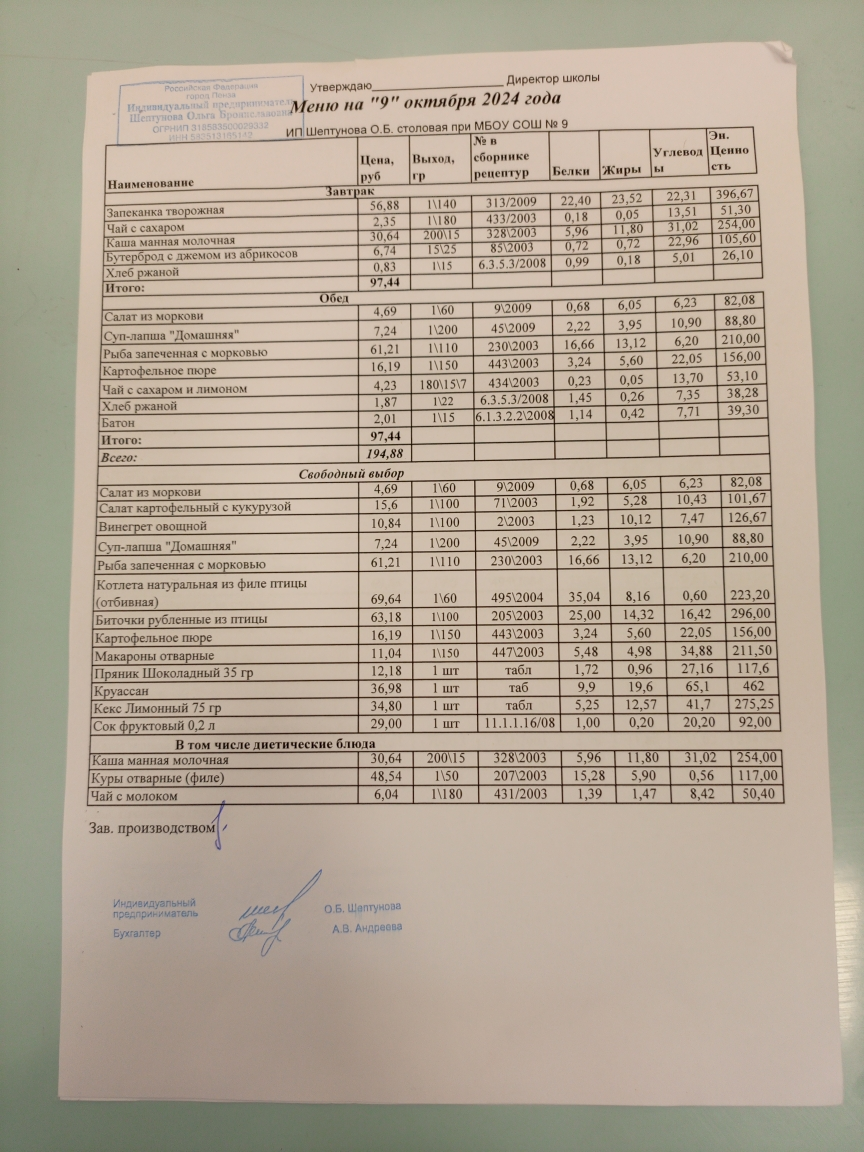 Российская Федерация
город Пенза
Индивидуальный предприниматель
Шептунова Ольга Брониславовна
ОГРНИП
ИНН
Утверждаю____________________ Директор школы
Меню на "9" октября 2024 года
ИП Шептунова О.Б. столовая при МБОУ СОШ № 9
Наименование Цена, руб Выход, гр № в сборнике рецептур Белки Жиры Углеводы Эн. Ценность
Завтрак
Запеканка творожная 56,88 1\140 313/2009 22,40 23,52 22,31 396,67
Чай с сахаром 2,35 1\180 433/2003 0,18 0,05 13,51 51,30
Каша манная молочная 30,64 200\15 328\2003 5,96 11,80 31,02 254,00
Бутерброд с джемом из абрикосов 6,74 15\25 85\2003 0,72 0,72 22,96 105,60
Хлеб ржаной 0,83 1\15 6.3.5.3/2008 0,99 0,18 5,01 26,10
Итого: 97,44
Обед
Салат из моркови 4,69 1\60 9\2009 0,68 6,05 6,23 82,08
Суп-лапша "Домашняя" 7,24 1\200 45\2009 2,22 3,95 10,90 88,80
Рыба запеченная с морковью 61,21 1\110 230\2003 16,66 13,12 6,20 210,00
Картофельное пюре 16,19 1\150 443\2003 3,24 5,60 22,05 156,00
Чай с сахаром и лимоном 4,23 180\15\7 434\2003 0,23 0,05 13,70 53,10
Хлеб ржаной 1,87 1\22 6.3.5.3/2008 1,45 0,26 7,35 38,28
Батон 2,01 1\15 6.1.3.2.2\2008 1,14 0,42 7,71 39,30
Итого: 97,44
Всего: 194,88
Свободный выбор
Салат из моркови 4,69 1\60 9\2009 0,68 6,05 6,23 82,08
Салат картофельный с кукурузой 15,6 1\100 71\2003 1,92 5,28 10,43 101,67
Винегрет овощной 10,84 1\100 2\2003 1,23 10,12 7,47 126,67
Суп-лапша "Домашняя" 7,24 1\200 45\2009 2,22 3,95 10,90 88,80
Рыба запеченная с морковью 61,21 1\110 230\2003 16,66 13,12 6,20 210,00
Котлета натуральная из филе птицы
(отбивная) 69,64 1\60 495\2004 35,04 8,16 0,60 223,20
Биточки рубленные из птицы 63,18 1\100 205\2003 25,00 14,32 16,42 296,00
Картофельное пюре 16,19 1\150 443\2003 3,24 5,60 22,05 156,00
Макароны отварные 11,04 1\150 447\2003 5,48 4,98 34,88 211,50
Пряник Шоколадный 35 гр 12,18 1 шт табл 1,72 0,96 27,16 117,6
Круассан 36,98 1 шт таб 9,9 19,6 65,1 462
Кекс Лимонный 75 гр 34,80 1 шт табл 5,25 12,57 41,7 275,25
Сок фруктовый 0,2 л 29,00 1 шт 11.1.1.16/08 1,00 0,20 20,20 92,00
В том числе диетические блюда
Каша манная молочная 30,64 200\15 328\2003 5,96 11,80 31,02 254,00
Куры отварные (филе) 48,54 1\50 207\2003 15,28 5,90 0,56 117,00
Чай с молоком 6,04 1\180 431/2003 1,39 1,47 8,42 50,40
Зав. производством
Индивидуальный
предприниматель О.Б. Шептунова
Бухгалтер А.В. Андреева